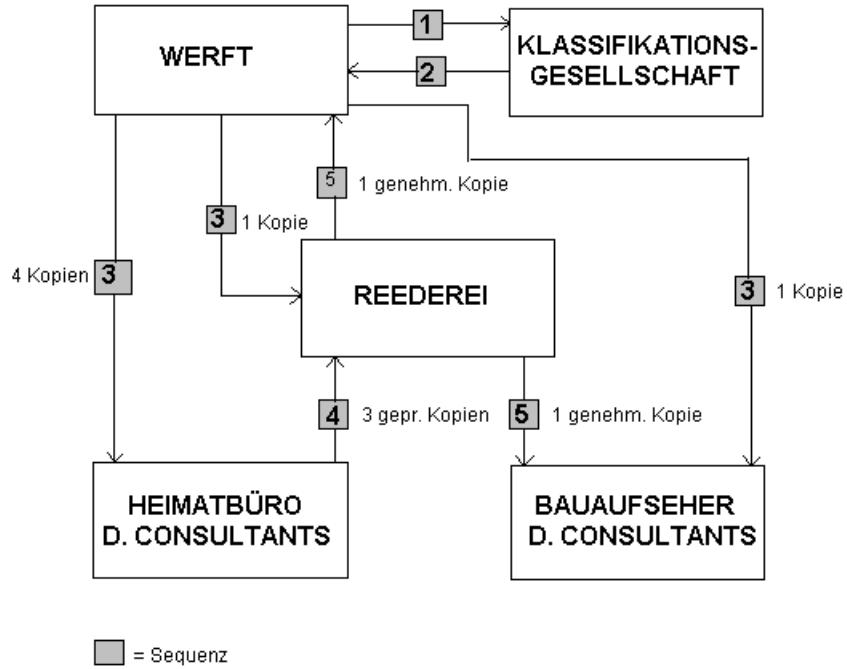 WERFT
1
2
KLASSIFIKATIONS-
GESELLSCHAFT
5
1 genehm. Kopie
3
1 Kopie
4 Kopien
3
REEDEREI
3
1 Kopie
4
3 gepr. Kopien
5
1 genehm. Kopie
HEIMATBÜRO
D. CONSULTANTS
BAUAUFSEHER
D. CONSULTANTS
= Sequenz